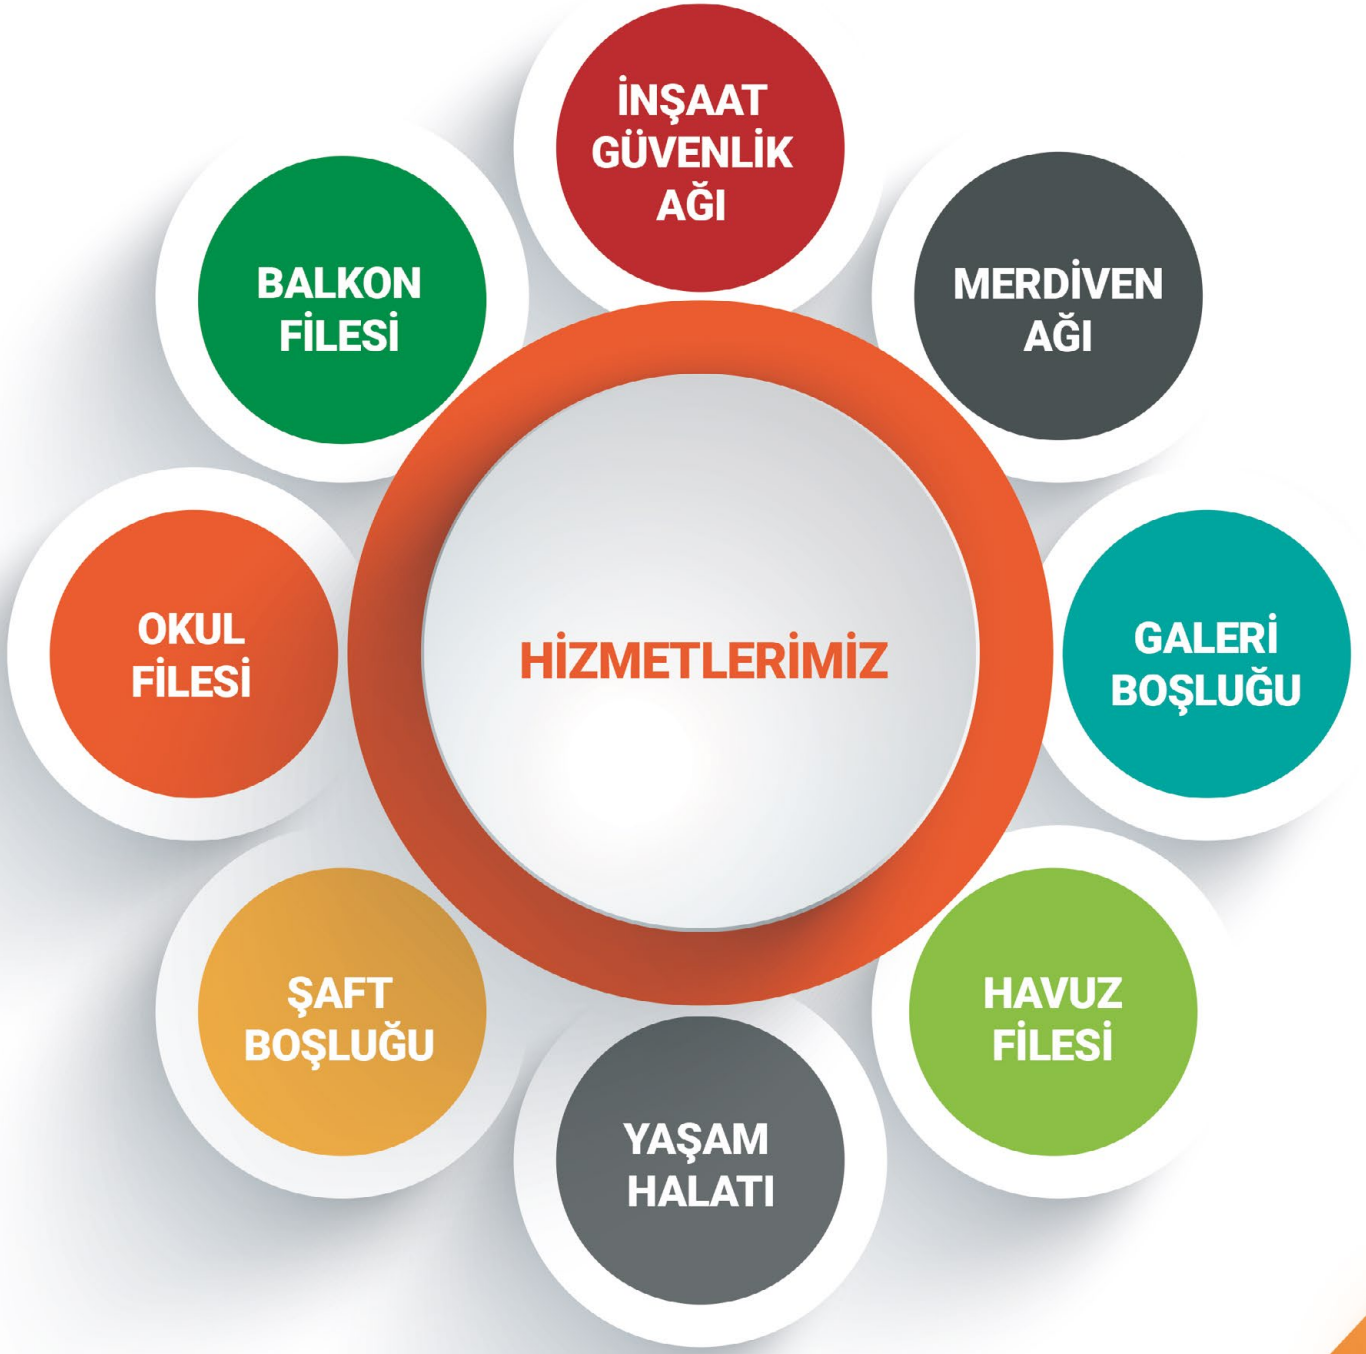 İNŞAAT
GÜVENLİK
AĞI
BALKON
FİLESİ
MERDİVEN
AĞI
OKUL
FİLESİ
HİZMETLERİMİZ
GALERİ
BOŞLUĞU
ŞAFT
BOŞLUĞU
HAVUZ
FİLESİ
YAŞAM
HALATI